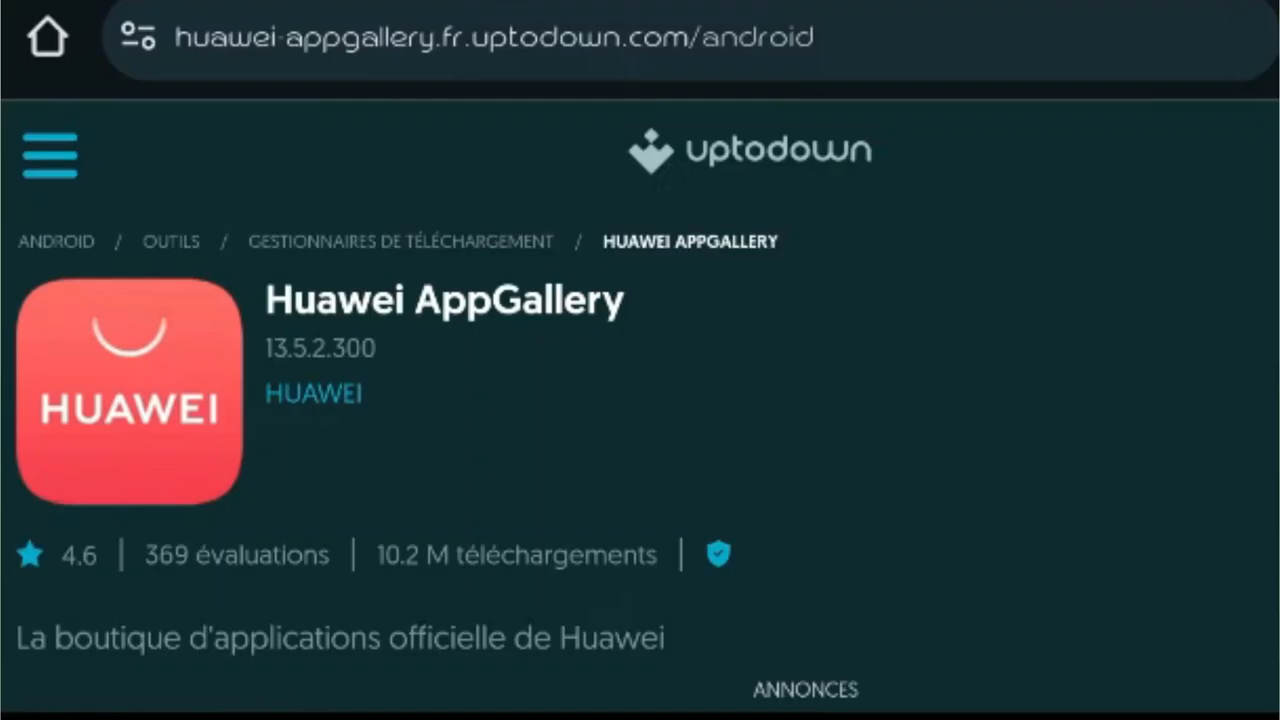 huawei-appgallery.fr.uptodown.com/android
uptodown
ANDROID / OUTILS / GESTIONNAIRES DE TÉLÉCHARGEMENT / HUAWEI APPGALLERY
Huawei AppGallery
13.5.2.300
HUAWEI
HUAWEI
4.6 | 369 évaluations | 10.2 M téléchargements |
La boutique d'applications officielle de Huawei
ANNONCES